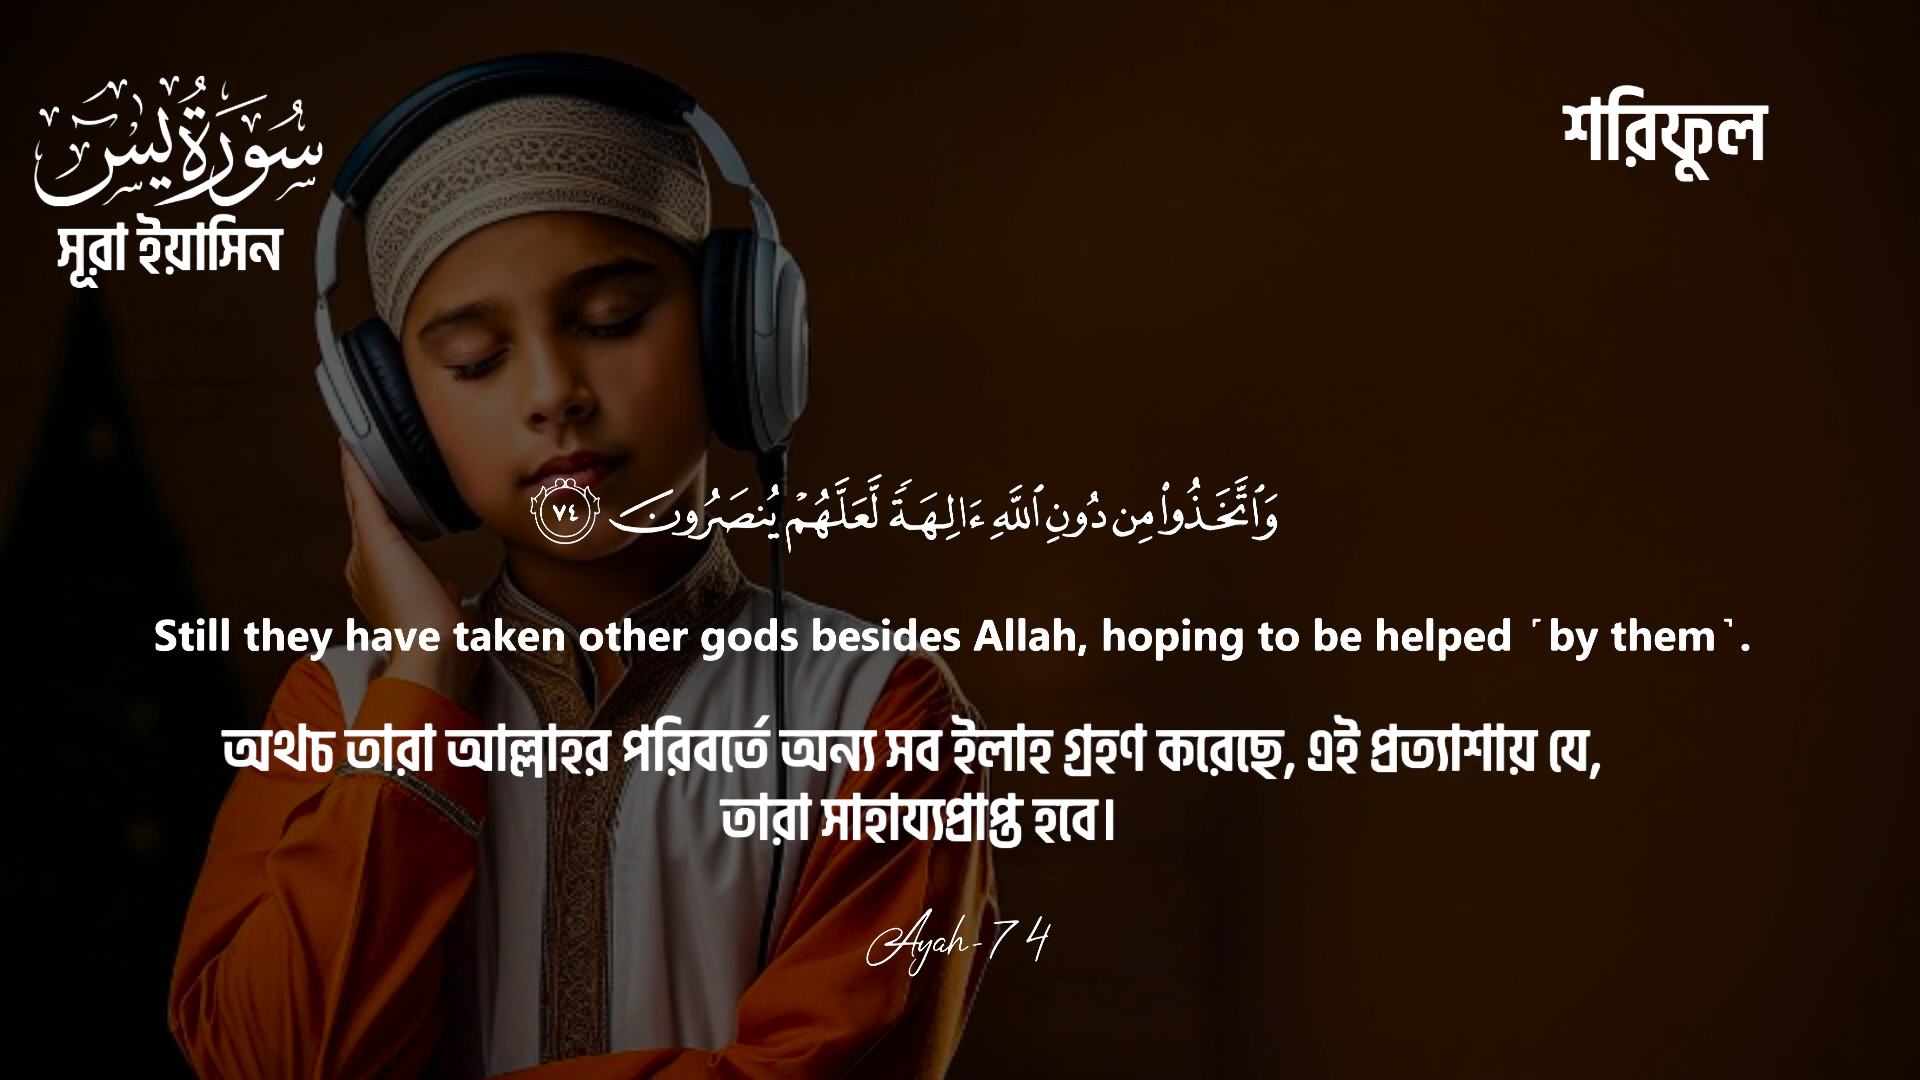 سُورَةُ يسٓ
সূরা ইয়াসিন
শরিফুল
وَٱتَّخَذُوا۟ مِن دُونِ ٱللَّهِ ءَالِهَةً لَّعَلَّهُمْ يُنصَرُونَ ٧٤
Still they have taken other gods besides Allah, hoping to be helped ˹by them˺.
অথচ তারা আল্লাহর পরিবর্তে অন্য সব ইলাহ গ্রহণ করেছে, এই প্রত্যাশায় যে,
তারা সাহায্যপ্রাপ্ত হবে।
Ayah-74